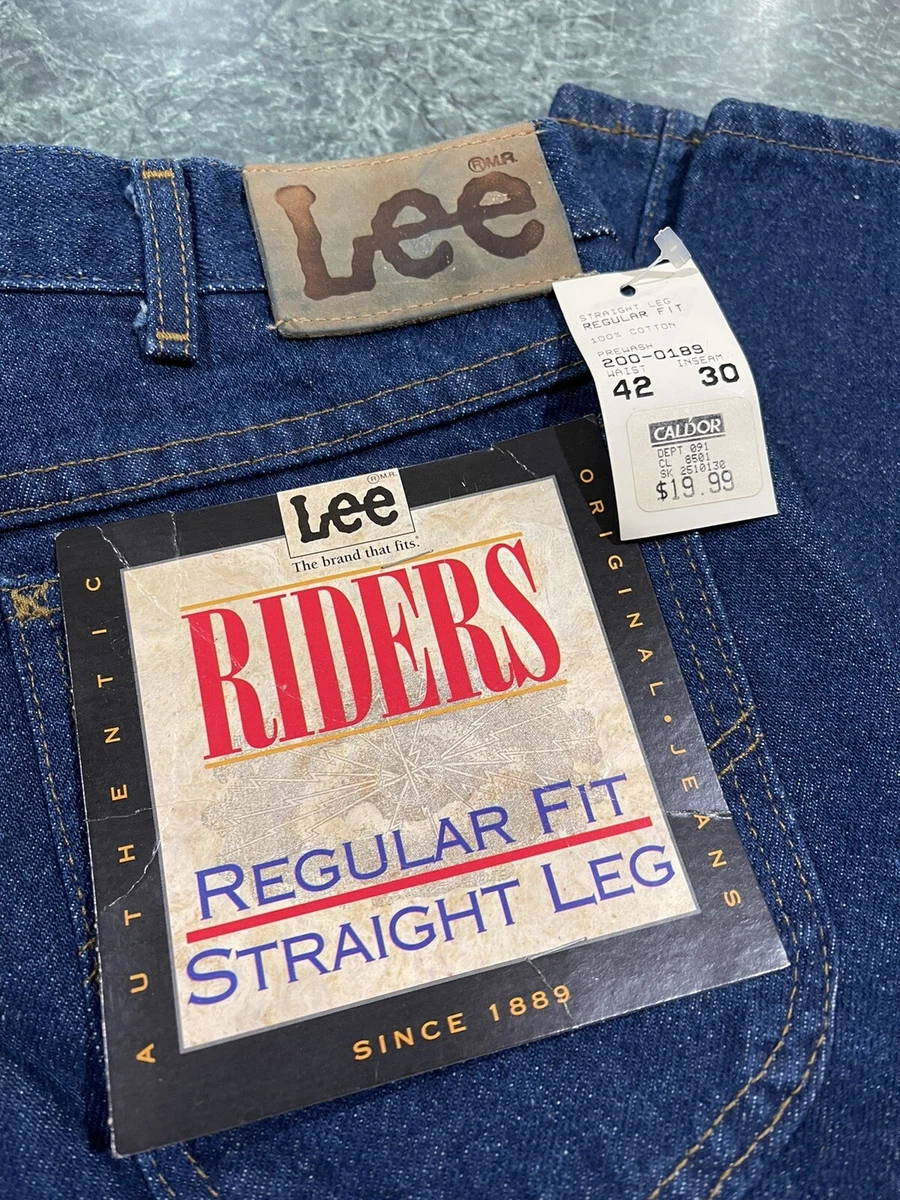 Lee
®M.R.
STRAIGHT LEG
REGULAR FIT
100% COTTON
PREWASH
200-0189
WAIST INSEAM
42 30
CALDOR
DEPT 091
CL 8501
SK 2510130
$19.99
Lee
®M.R.
The brand that fits.
RIDERS
REGULAR FIT
STRAIGHT LEG
AUTHENTIC
ORIGINAL • JEANS
SINCE 1889